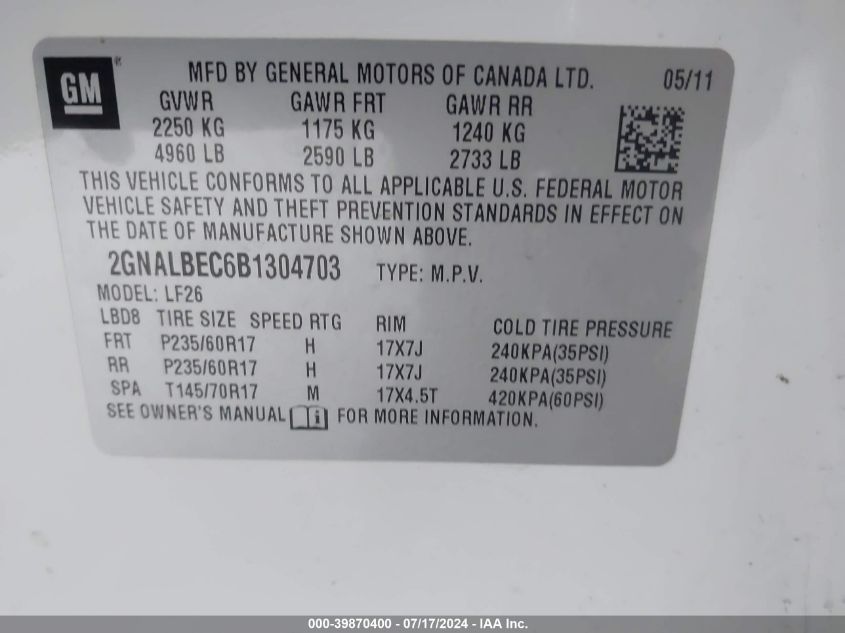 GM
MFD BY GENERAL MOTORS OF CANADA LTD. 05/11
GVWR GAWR FRT GAWR RR
2250 KG 1175 KG 1240 KG
4960 LB 2590 LB 2733 LB
THIS VEHICLE CONFORMS TO ALL APPLICABLE U.S. FEDERAL MOTOR
VEHICLE SAFETY AND THEFT PREVENTION STANDARDS IN EFFECT ON
THE DATE OF MANUFACTURE SHOWN ABOVE.
2GNALBEC6B1304703 TYPE: M.P.V.
MODEL: LF26
LBD8 TIRE SIZE SPEED RTG RIM COLD TIRE PRESSURE
FRT P235/60R17 H 17X7J 240KPA(35PSI)
RR P235/60R17 H 17X7J 240KPA(35PSI)
SPA T145/70R17 M 17X4.5T 420KPA(60PSI)
SEE OWNER'S MANUAL i FOR MORE INFORMATION.
000-39870400 - 07/17/2024 - IAA Inc.